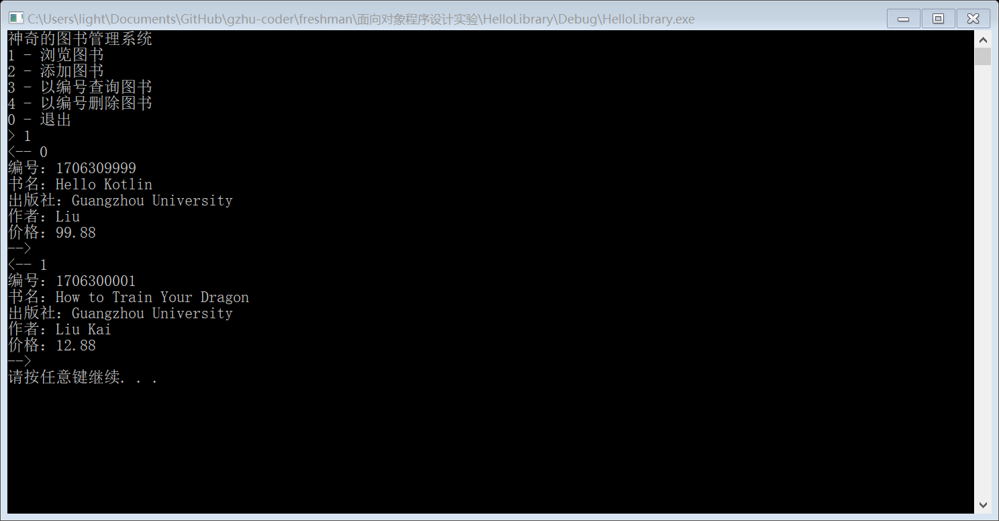 C:\Users\light\Documents\GitHub\gzhu-coder\freshman\面向对象程序设计实验\HelloLibrary\Debug\HelloLibrary.exe
神奇的图书管理系统
1 - 浏览图书
2 - 添加图书
3 - 以编号查询图书
4 - 以编号删除图书
0 - 退出
> 1
<-- 0
编号：1706309999
书名：Hello Kotlin
出版社：Guangzhou University
作者：Liu
价格：99.88
-->
<-- 1
编号：1706300001
书名：How to Train Your Dragon
出版社：Guangzhou University
作者：Liu Kai
价格：12.88
-->
请按任意键继续. . .